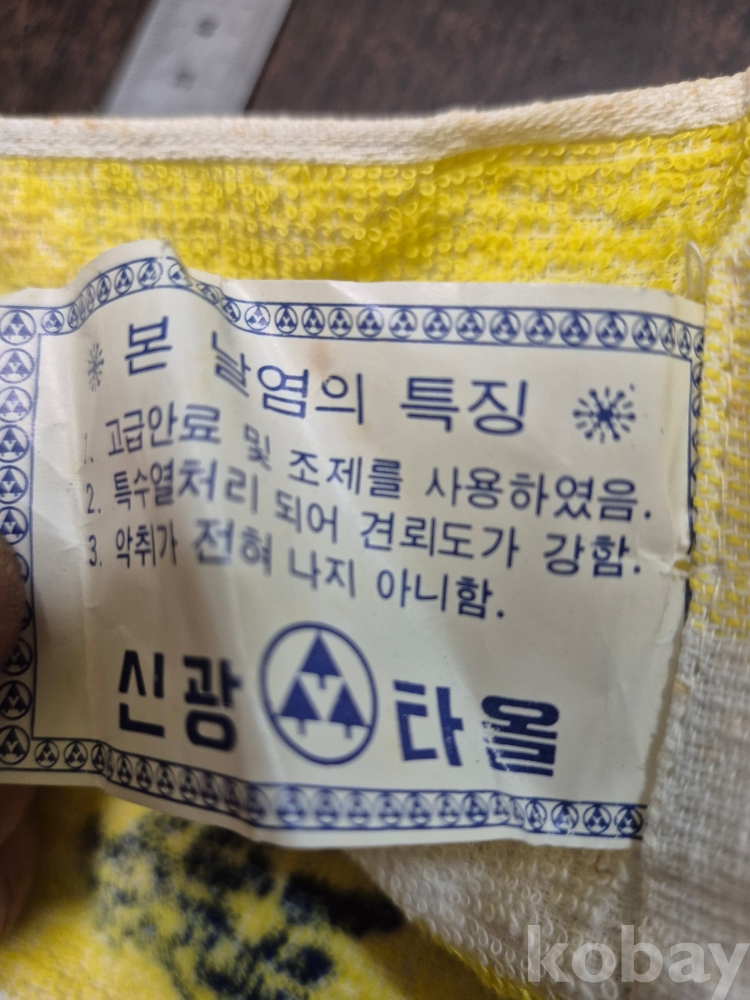 본 날염의 특징
1. 고급안료 및 조제를 사용하였음.
2. 특수열처리 되어 견뢰도가 강함.
3. 악취가 전혀 나지 아니함.
신광 타올
kobay